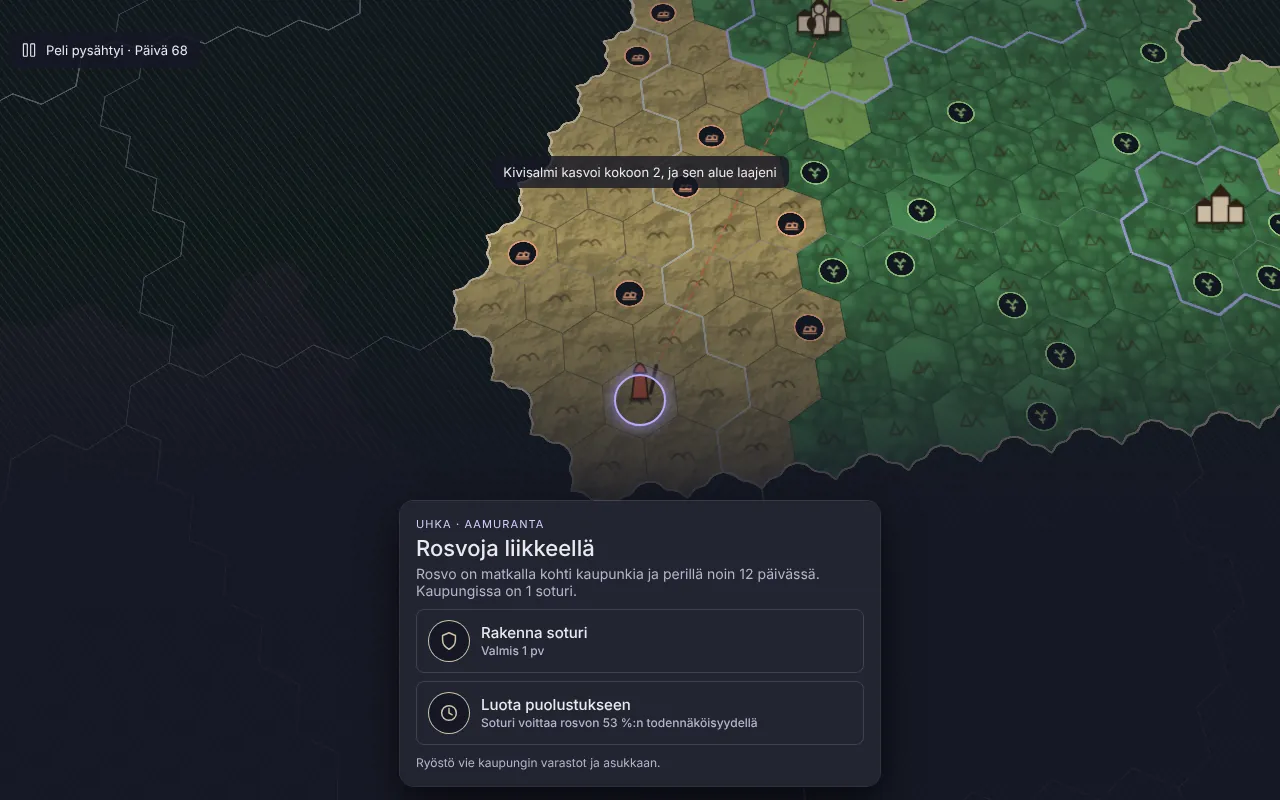 Peli pysähtyi · Päivä 68
Kivisalmi kasvoi kokoon 2, ja sen alue laajeni
UHKA · AAMURANTA
Rosvoja liikkeellä
Rosvo on matkalla kohti kaupunkia ja perillä noin 12 päivässä.
Kaupungissa on 1 soturi.
Rakenna soturi
Valmis 1 pv
Luota puolustukseen
Soturi voittaa rosvon 53 %:n todennäköisyydellä
Ryöstö vie kaupungin varastot ja asukkaan.